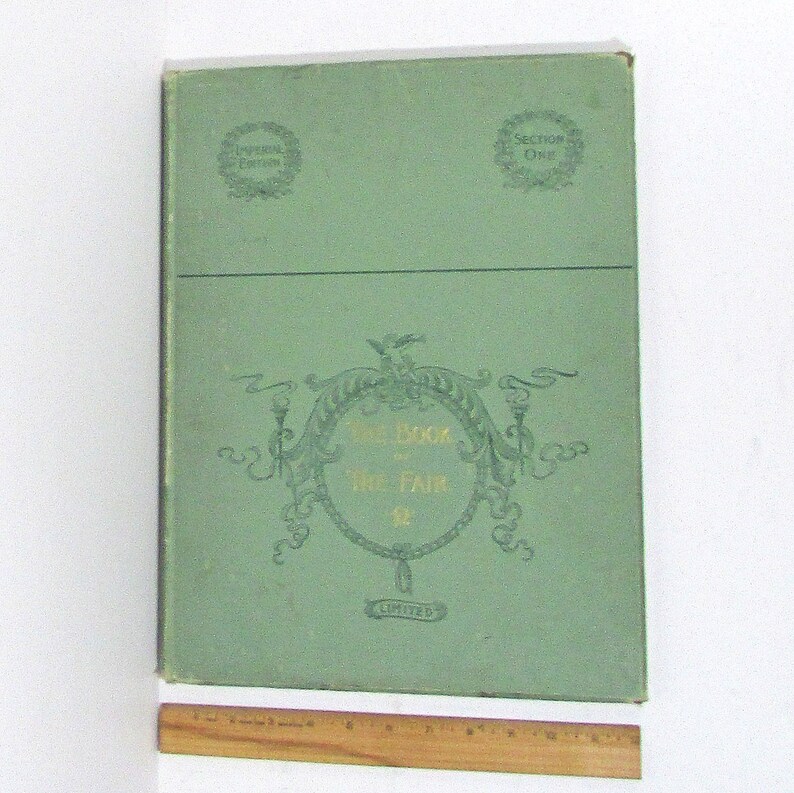 IMPERIAL
EDITION
SECTION
ONE
THE BOOK
OF
THE FAIR
LIMITED